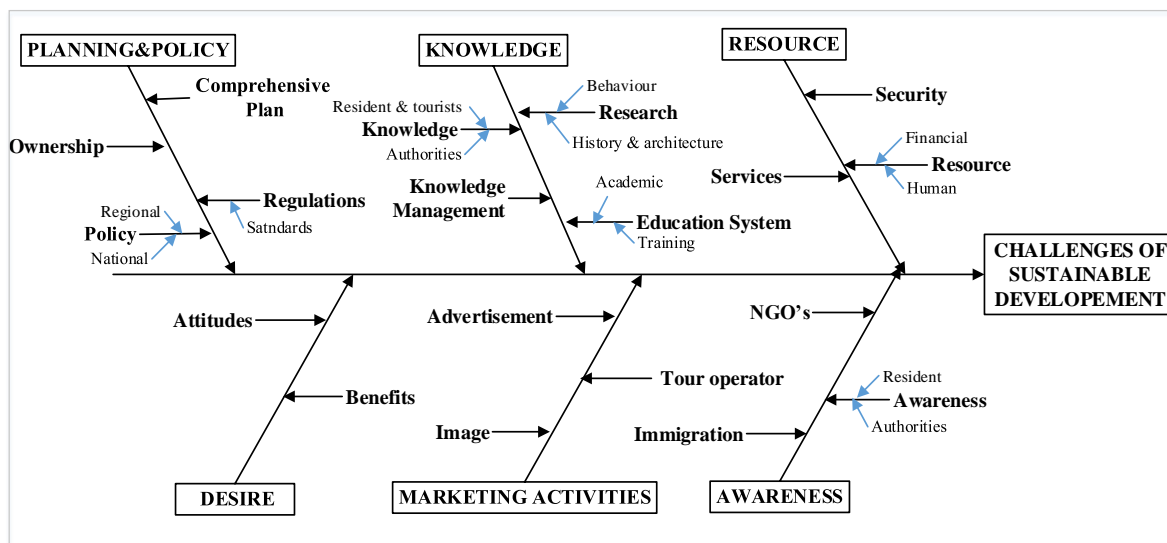 PLANNING&POLICY
KNOWLEDGE
RESOURCE
Comprehensive
Plan
Ownership
Regulations
Satndards
Regional
Policy
National
Resident & tourists
Knowledge
Authorities
Behaviour
Research
History & architecture
Knowledge
Management
Academic
Education System
Training
Security
Financial
Resource
Human
Services
CHALLENGES OF
SUSTAINABLE
DEVELOPEMENT
Attitudes
Benefits
Advertisement
Tour operator
Image
NGO’s
Resident
Awareness
Authorities
Immigration
DESIRE
MARKETING ACTIVITIES
AWARENESS